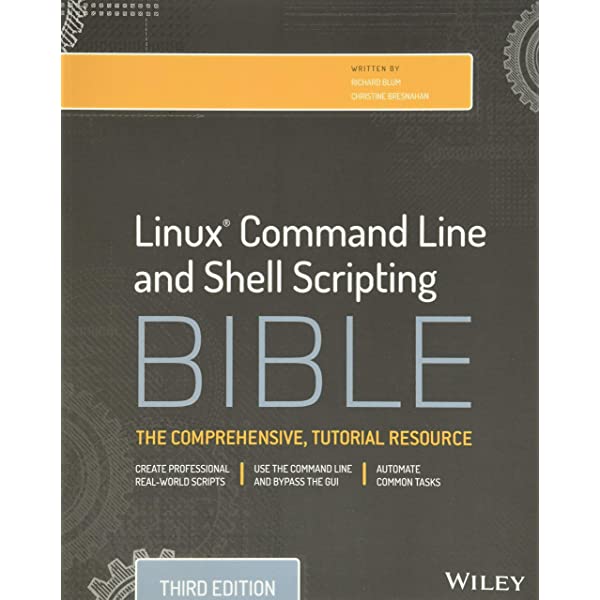 WRITTEN BY
RICHARD BLUM
CHRISTINE BRESNAHAN
Linux® Command Line
and Shell Scripting
BIBLE
THE COMPREHENSIVE, TUTORIAL RESOURCE
CREATE PROFESSIONAL
REAL-WORLD SCRIPTS
USE THE COMMAND LINE
AND BYPASS THE GUI
AUTOMATE
COMMON TASKS
THIRD EDITION
WILEY